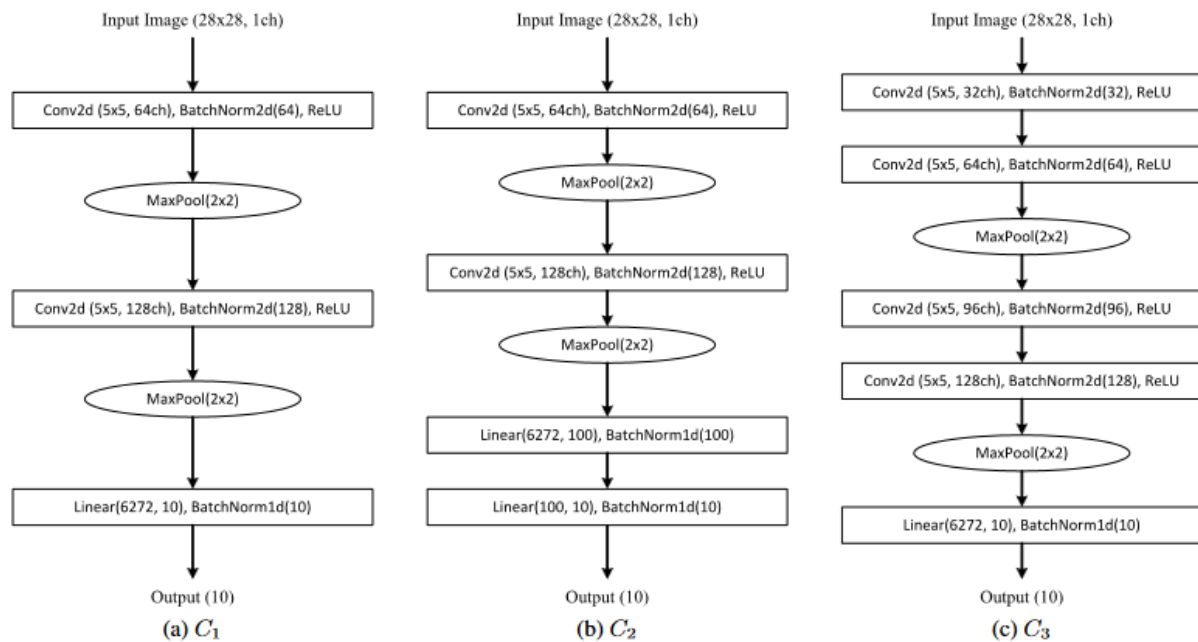 Input Image (28x28, 1ch)
Conv2d (5x5, 64ch), BatchNorm2d(64), ReLU
MaxPool(2x2)
Conv2d (5x5, 128ch), BatchNorm2d(128), ReLU
MaxPool(2x2)
Linear(6272, 10), BatchNorm1d(10)
Output (10)
(a) C₁
Input Image (28x28, 1ch)
Conv2d (5x5, 64ch), BatchNorm2d(64), ReLU
MaxPool(2x2)
Conv2d (5x5, 128ch), BatchNorm2d(128), ReLU
MaxPool(2x2)
Linear(6272, 100), BatchNorm1d(100)
Linear(100, 10), BatchNorm1d(10)
Output (10)
(b) C₂
Input Image (28x28, 1ch)
Conv2d (5x5, 32ch), BatchNorm2d(32), ReLU
Conv2d (5x5, 64ch), BatchNorm2d(64), ReLU
MaxPool(2x2)
Conv2d (5x5, 96ch), BatchNorm2d(96), ReLU
Conv2d (5x5, 128ch), BatchNorm2d(128), ReLU
MaxPool(2x2)
Linear(6272, 10), BatchNorm1d(10)
Output (10)
(c) C₃